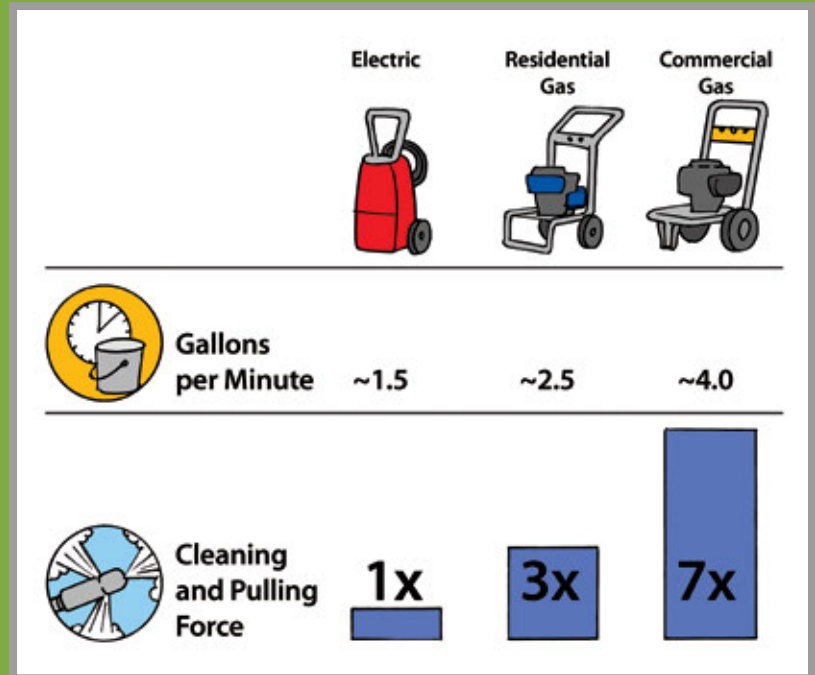 Electric
Residential
Gas
Commercial
Gas
Gallons
per Minute
~1.5
~2.5
~4.0
Cleaning
and Pulling
Force
1x
3x
7x